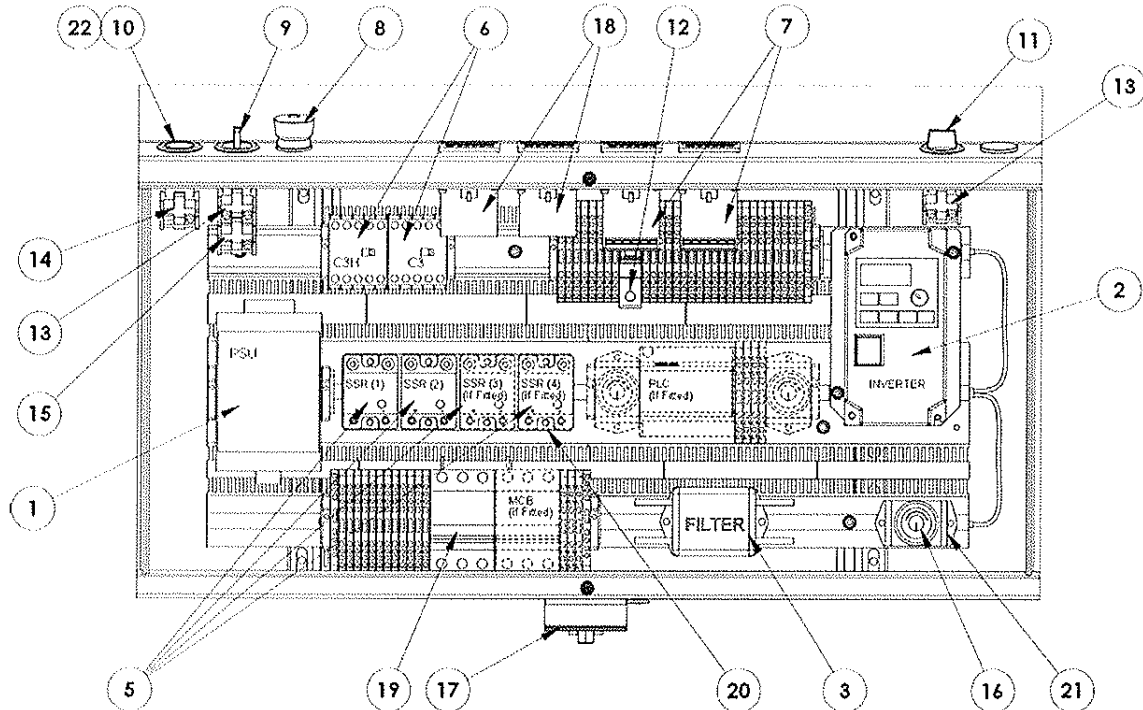 22 10 9 8 6 18 12 7 11
13
14
C3H C3
2
13
PSU
INVERTER
SSR (1) SSR (2) SSR (3)
(if Fitted) SSR (4)
(if Fitted) PLC
(if Fitted)
15
1
MCB
(if Fitted)
FILTER
5 19 17 20 3 16 21